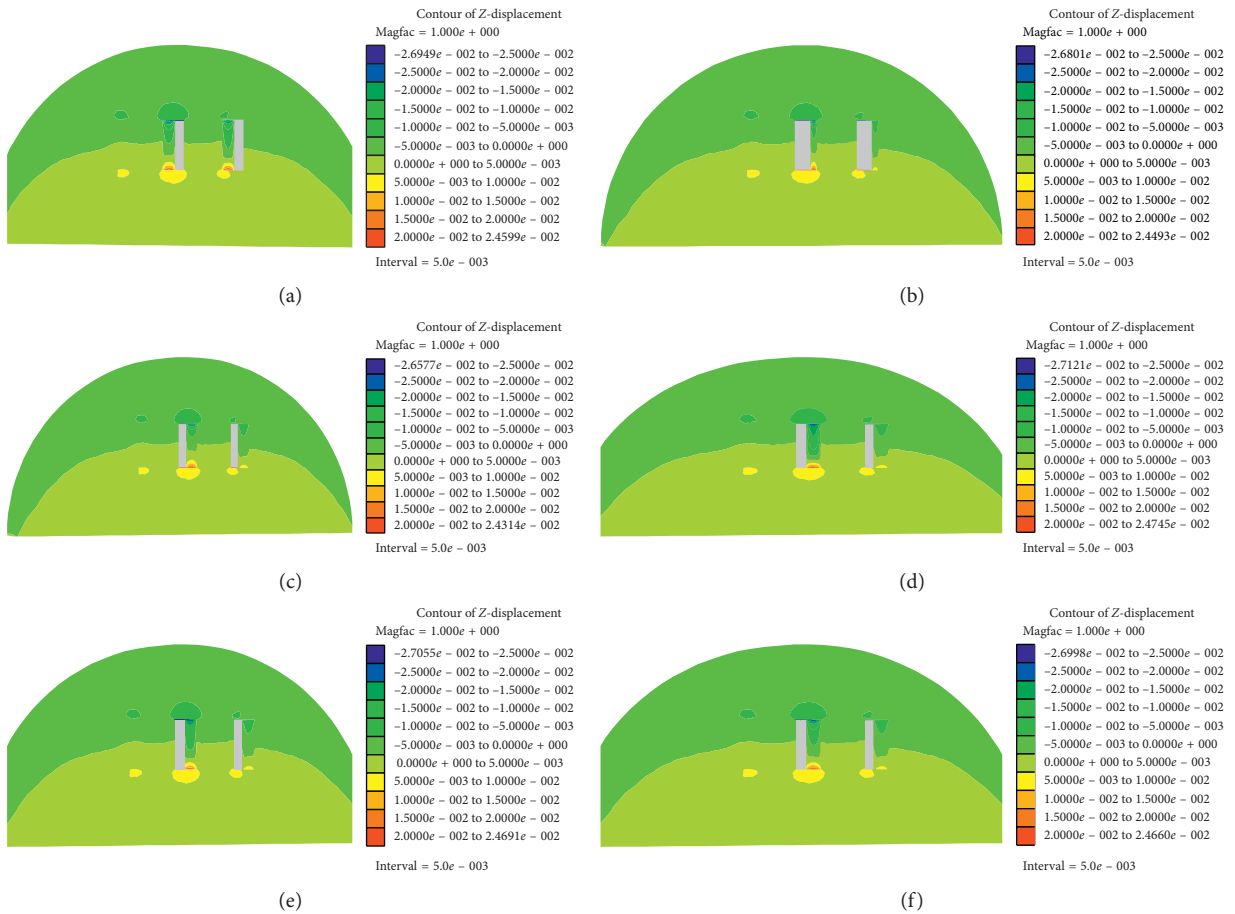 Contour of Z-displacement
Magfac = 1.000e + 000
–2.6949e – 002 to –2.5000e – 002
–2.5000e – 002 to –2.0000e – 002
–2.0000e – 002 to –1.5000e – 002
–1.5000e – 002 to –1.0000e – 002
–1.0000e – 002 to –5.0000e – 003
–5.0000e – 003 to 0.0000e + 000
0.0000e + 000 to 5.0000e – 003
5.0000e – 003 to 1.0000e – 002
1.0000e – 002 to 1.5000e – 002
1.5000e – 002 to 2.0000e – 002
2.0000e – 002 to 2.4599e – 002
Interval = 5.0e – 003
(a)
Contour of Z-displacement
Magfac = 1.000e + 000
–2.6801e – 002 to –2.5000e – 002
–2.5000e – 002 to –2.0000e – 002
–2.0000e – 002 to –1.5000e – 002
–1.5000e – 002 to –1.0000e – 002
–1.0000e – 002 to –5.0000e – 003
–5.0000e – 003 to 0.0000e + 000
0.0000e + 000 to 5.0000e – 003
5.0000e – 003 to 1.0000e – 002
1.0000e – 002 to 1.5000e – 002
1.5000e – 002 to 2.0000e – 002
2.0000e – 002 to 2.4493e – 002
Interval = 5.0e – 003
(b)
Contour of Z-displacement
Magfac = 1.000e + 000
–2.6577e – 002 to –2.5000e – 002
–2.5000e – 002 to –2.0000e – 002
–2.0000e – 002 to –1.5000e – 002
–1.5000e – 002 to –1.0000e – 002
–1.0000e – 002 to –5.0000e – 003
–5.0000e – 003 to 0.0000e + 000
0.0000e + 000 to 5.0000e – 003
5.0000e – 003 to 1.0000e – 002
1.0000e – 002 to 1.5000e – 002
1.5000e – 002 to 2.0000e – 002
2.0000e – 002 to 2.4314e – 002
Interval = 5.0e – 003
(c)
Contour of Z-displacement
Magfac = 1.000e + 000
–2.7121e – 002 to –2.5000e – 002
–2.5000e – 002 to –2.0000e – 002
–2.0000e – 002 to –1.5000e – 002
–1.5000e – 002 to –1.0000e – 002
–1.0000e – 002 to –5.0000e – 003
–5.0000e – 003 to 0.0000e + 000
0.0000e + 000 to 5.0000e – 003
5.0000e – 003 to 1.0000e – 002
1.0000e – 002 to 1.5000e – 002
1.5000e – 002 to 2.0000e – 002
2.0000e – 002 to 2.4745e – 002
Interval = 5.0e – 003
(d)
Contour of Z-displacement
Magfac = 1.000e + 000
–2.7055e – 002 to –2.5000e – 002
–2.5000e – 002 to –2.0000e – 002
–2.0000e – 002 to –1.5000e – 002
–1.5000e – 002 to –1.0000e – 002
–1.0000e – 002 to –5.0000e – 003
–5.0000e – 003 to 0.0000e + 000
0.0000e + 000 to 5.0000e – 003
5.0000e – 003 to 1.0000e – 002
1.0000e – 002 to 1.5000e – 002
1.5000e – 002 to 2.0000e – 002
2.0000e – 002 to 2.4691e – 002
Interval = 5.0e – 003
(e)
Contour of Z-displacement
Magfac = 1.000e + 000
–2.6998e – 002 to –2.5000e – 002
–2.5000e – 002 to –2.0000e – 002
–2.0000e – 002 to –1.5000e – 002
–1.5000e – 002 to –1.0000e – 002
–1.0000e – 002 to –5.0000e – 003
–5.0000e – 003 to 0.0000e + 000
0.0000e + 000 to 5.0000e – 003
5.0000e – 003 to 1.0000e – 002
1.0000e – 002 to 1.5000e – 002
1.5000e – 002 to 2.0000e – 002
2.0000e – 002 to 2.4660e – 002
Interval = 5.0e – 003
(f)